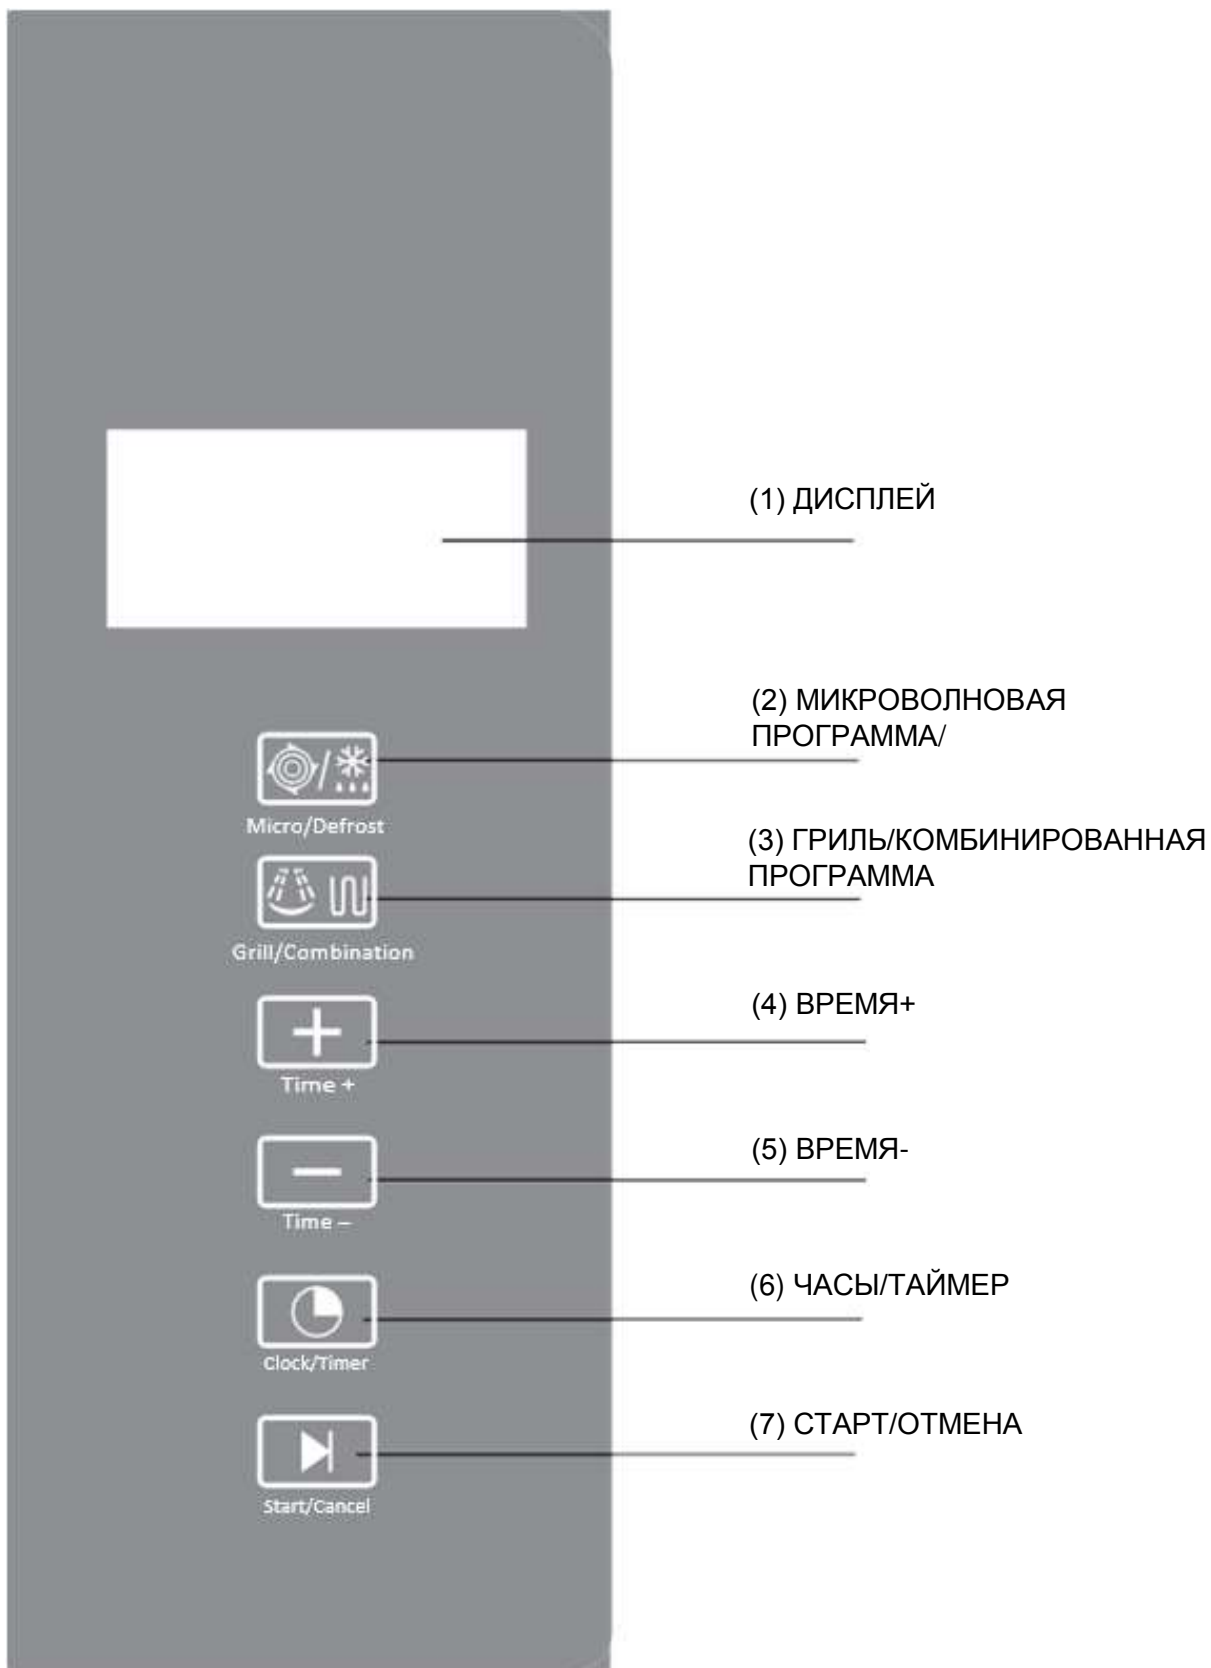 (1) ДИСПЛЕЙ
(2) МИКРОВОЛНОВАЯ
ПРОГРАММА/
Micro/Defrost
(3) ГРИЛЬ/КОМБИНИРОВАННАЯ
ПРОГРАММА
Grill/Combination
(4) ВРЕМЯ+
Time +
(5) ВРЕМЯ-
Time –
(6) ЧАСЫ/ТАЙМЕР
Clock/Timer
(7) СТАРТ/ОТМЕНА
Start/Cancel